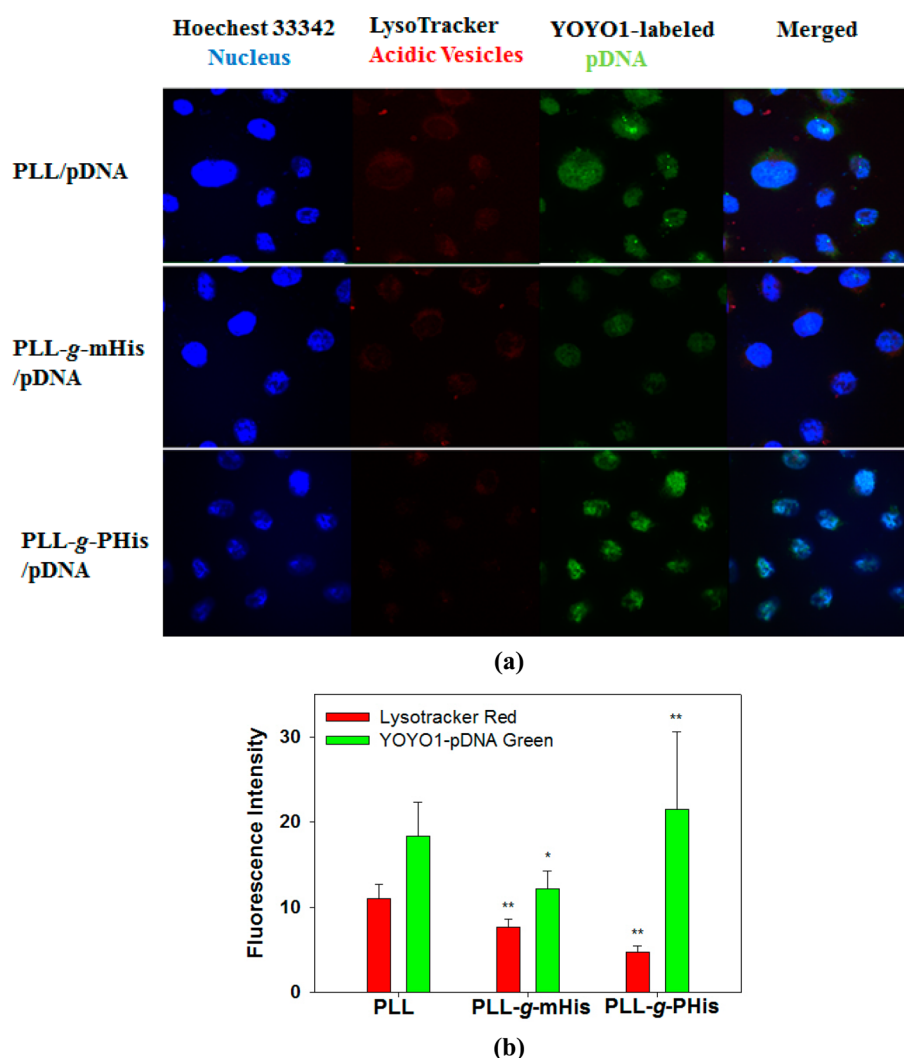 (a)
Hoechest 33342 LysoTracker YOYO1-labeled Merged
Nucleus Acidic Vesicles pDNA
PLL/pDNA
PLL-g-mHis
/pDNA
PLL-g-PHis
/pDNA
(a)
Lysotracker Red
YOYO1-pDNA Green
Fluorescence Intensity
30
20
10
0
**
*
**
**
PLL PLL-g-mHis PLL-g-PHis
(b)